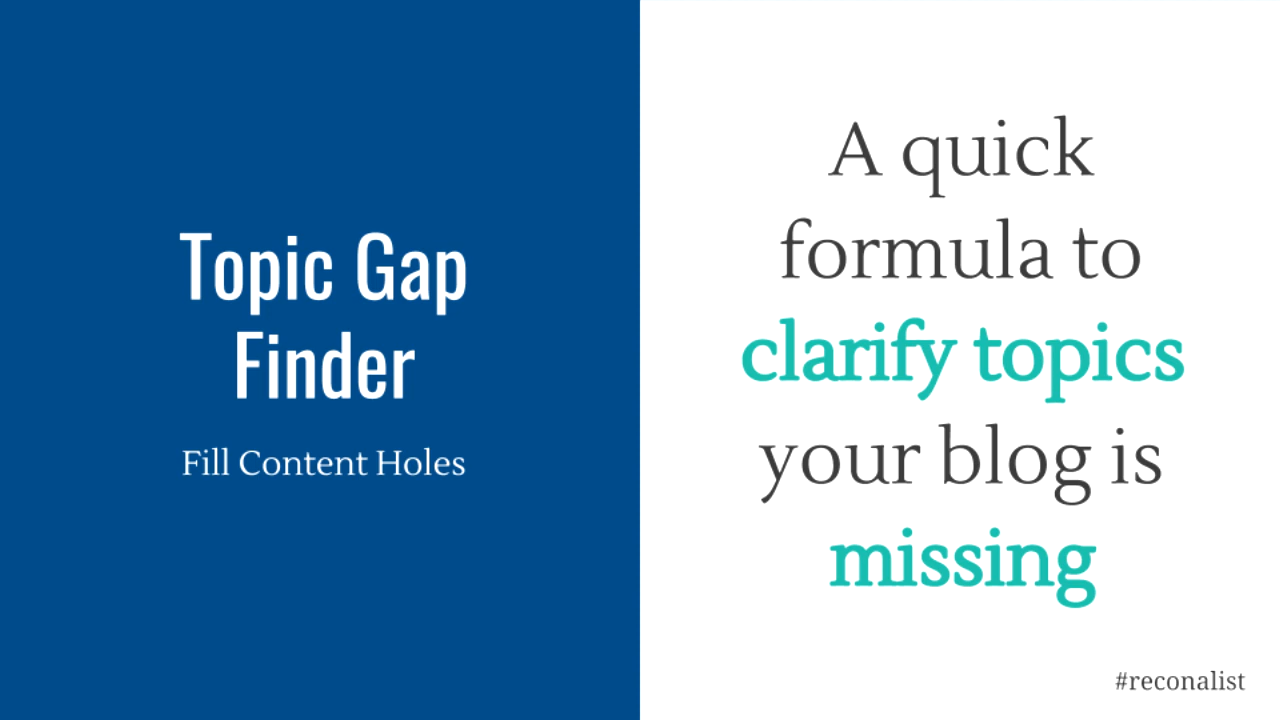 Topic Gap
Finder
Fill Content Holes
A quick
formula to
clarify topics
your blog is
missing
#reconalist